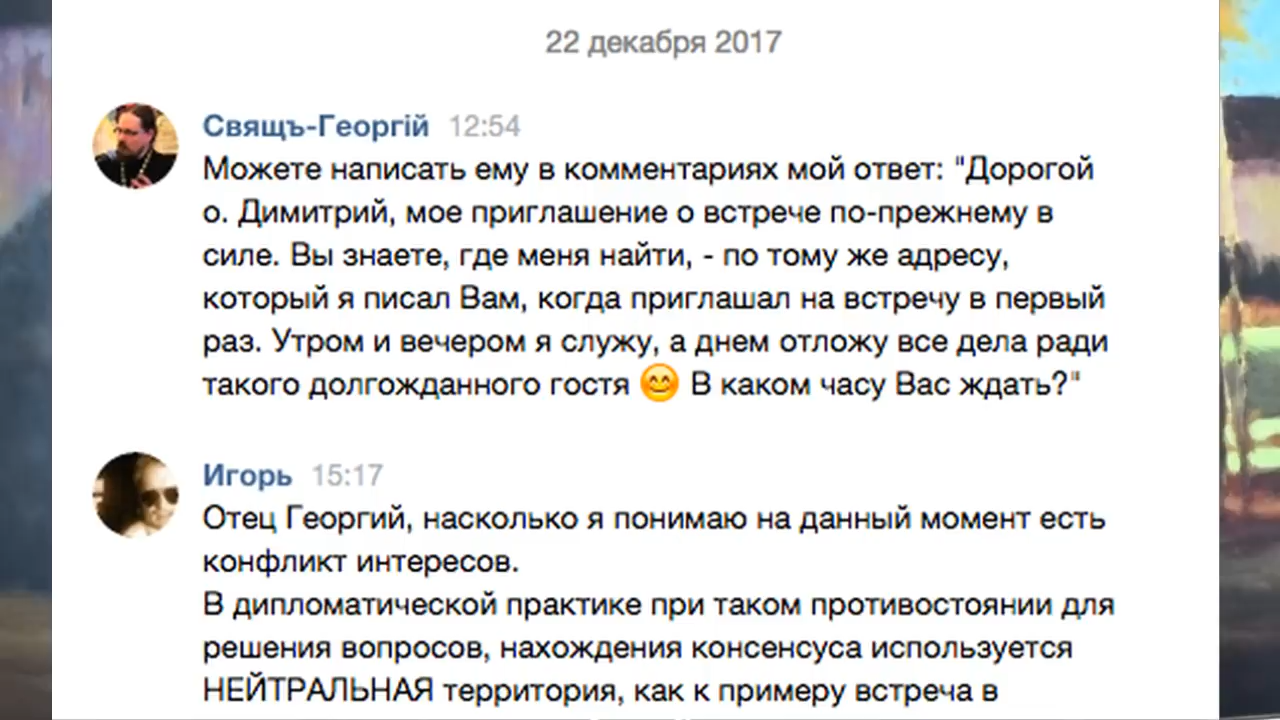 22 декабря 2017
Свящъ-Георгій 12:54
Можете написать ему в комментариях мой ответ: "Дорогой
о. Димитрий, мое приглашение о встрече по-прежнему в
силе. Вы знаете, где меня найти, - по тому же адресу,
который я писал Вам, когда приглашал на встречу в первый
раз. Утром и вечером я служу, а днем отложу все дела ради
такого долгожданного гостя 😊 В каком часу Вас ждать?"
Игорь 15:17
Отец Георгий, насколько я понимаю на данный момент есть
конфликт интересов.
В дипломатической практике при таком противостоянии для
решения вопросов, нахождения консенсуса используется
НЕЙТРАЛЬНАЯ территория, как к примеру встреча в